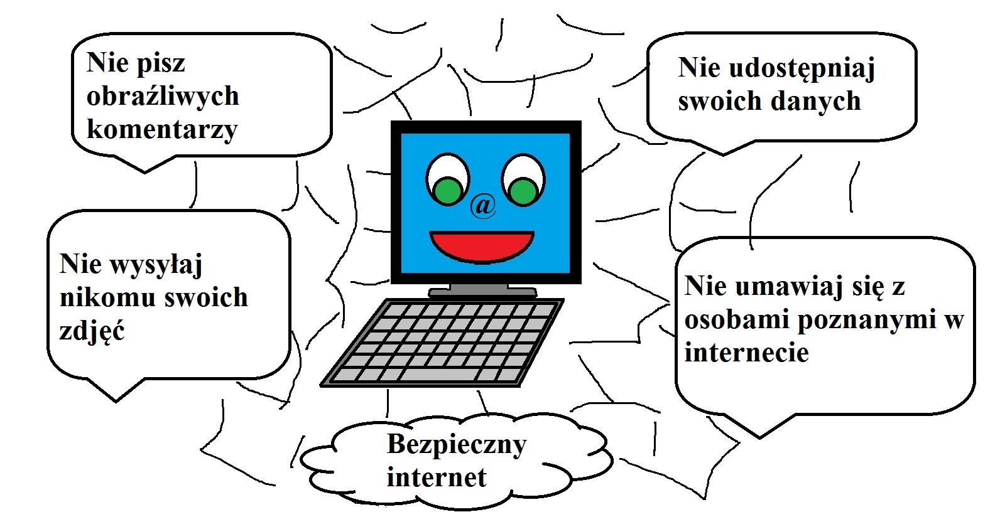 Nie pisz
obraźliwych
komentarzy
Nie udostępniaj
swoich danych
@
Nie wysyłaj
nikomu swoich
zdjęć
Nie umawiaj się z
osobami poznanymi w
internecie
Bezpieczny
internet